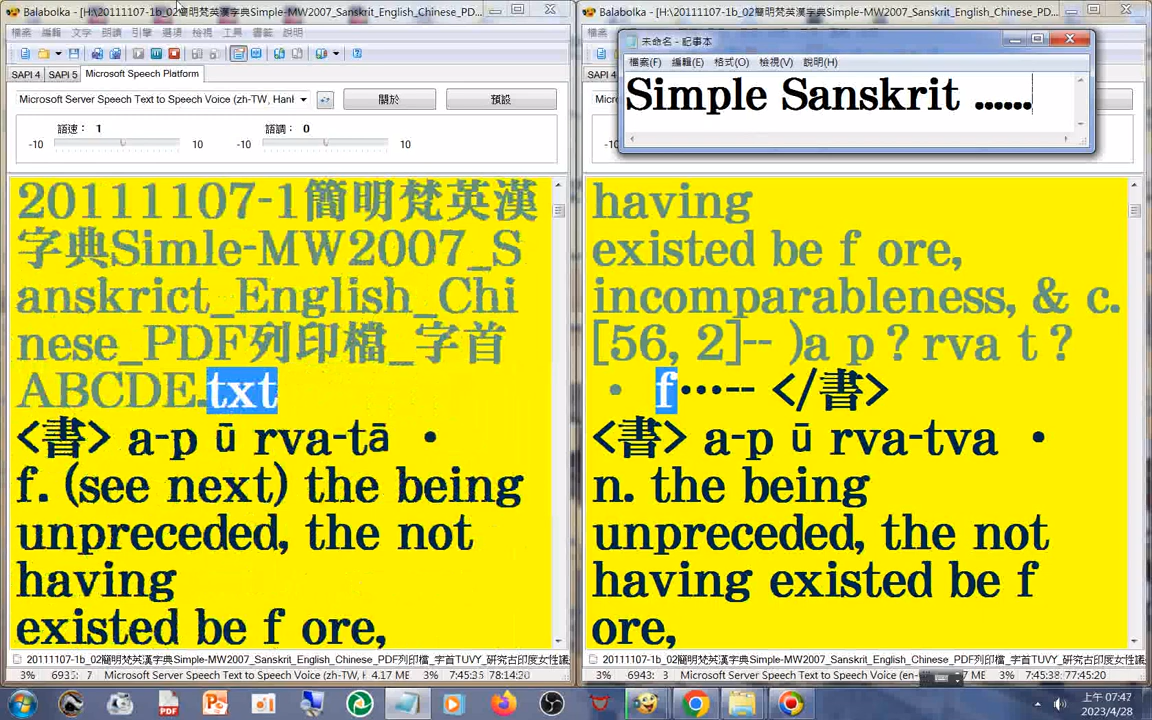 Balabolka - [H:\20111107-1b_02簡明梵英漢字典Simple-MW2007_Sanskrit_English_Chinese_PD...
檔案 編輯 文字 朗讀 引擎 選項 檢視 工具 書籤 說明
SAPI 4 SAPI 5 Microsoft Speech Platform
Microsoft Server Speech Text to Speech Voice (zh-TW, HanH
關於 預設
語速： 1 語調： 0
-10 10 -10 10
20111107-1簡明梵英漢
字典Simle-MW2007_S
anskrict_English_Chi
nese_PDF列印檔_字首
ABCDE.txt
<書> a-p ū rva-tā •
f. (see next) the being
unpreceded, the not
having
existed be f ore,
20111107-1b_02簡明梵英漢字典Simple-MW2007_Sanskrit_English_Chinese_PDF列印檔_字首TUVY_研究古印度女性議
3% 6935: 7 Microsoft Server Speech Text to Speech Voice (zh-TW, H 4.17 ME 3% 7:45:35 78:14:20
Balabolka - [H:\20111107-1b_02簡明梵英漢字典Simple-MW2007_Sanskrit_English_Chinese_PD...
檔案
SAPI 4
Micr
-10
未命名 - 記事本
檔案(F) 編輯(E) 格式(O) 檢視(V) 說明(H)
Simple Sanskrit ......
having
existed be f ore,
incomparableness, & c.
[56, 2]-- )a p ? rva t ?
• f…-- </書>
<書> a-p ū rva-tva •
n. the being
unpreceded, the not
having existed be f
ore,
20111107-1b_02簡明梵英漢字典Simple-MW2007_Sanskrit_English_Chinese_PDF列印檔_字首TUVY_研究古印度女性議
3% 6943: 3 Microsoft Server Speech Text to Speech Voice (zh-TW, 3% 7:45:38 77:45:20
上午 07:47
2023/4/28